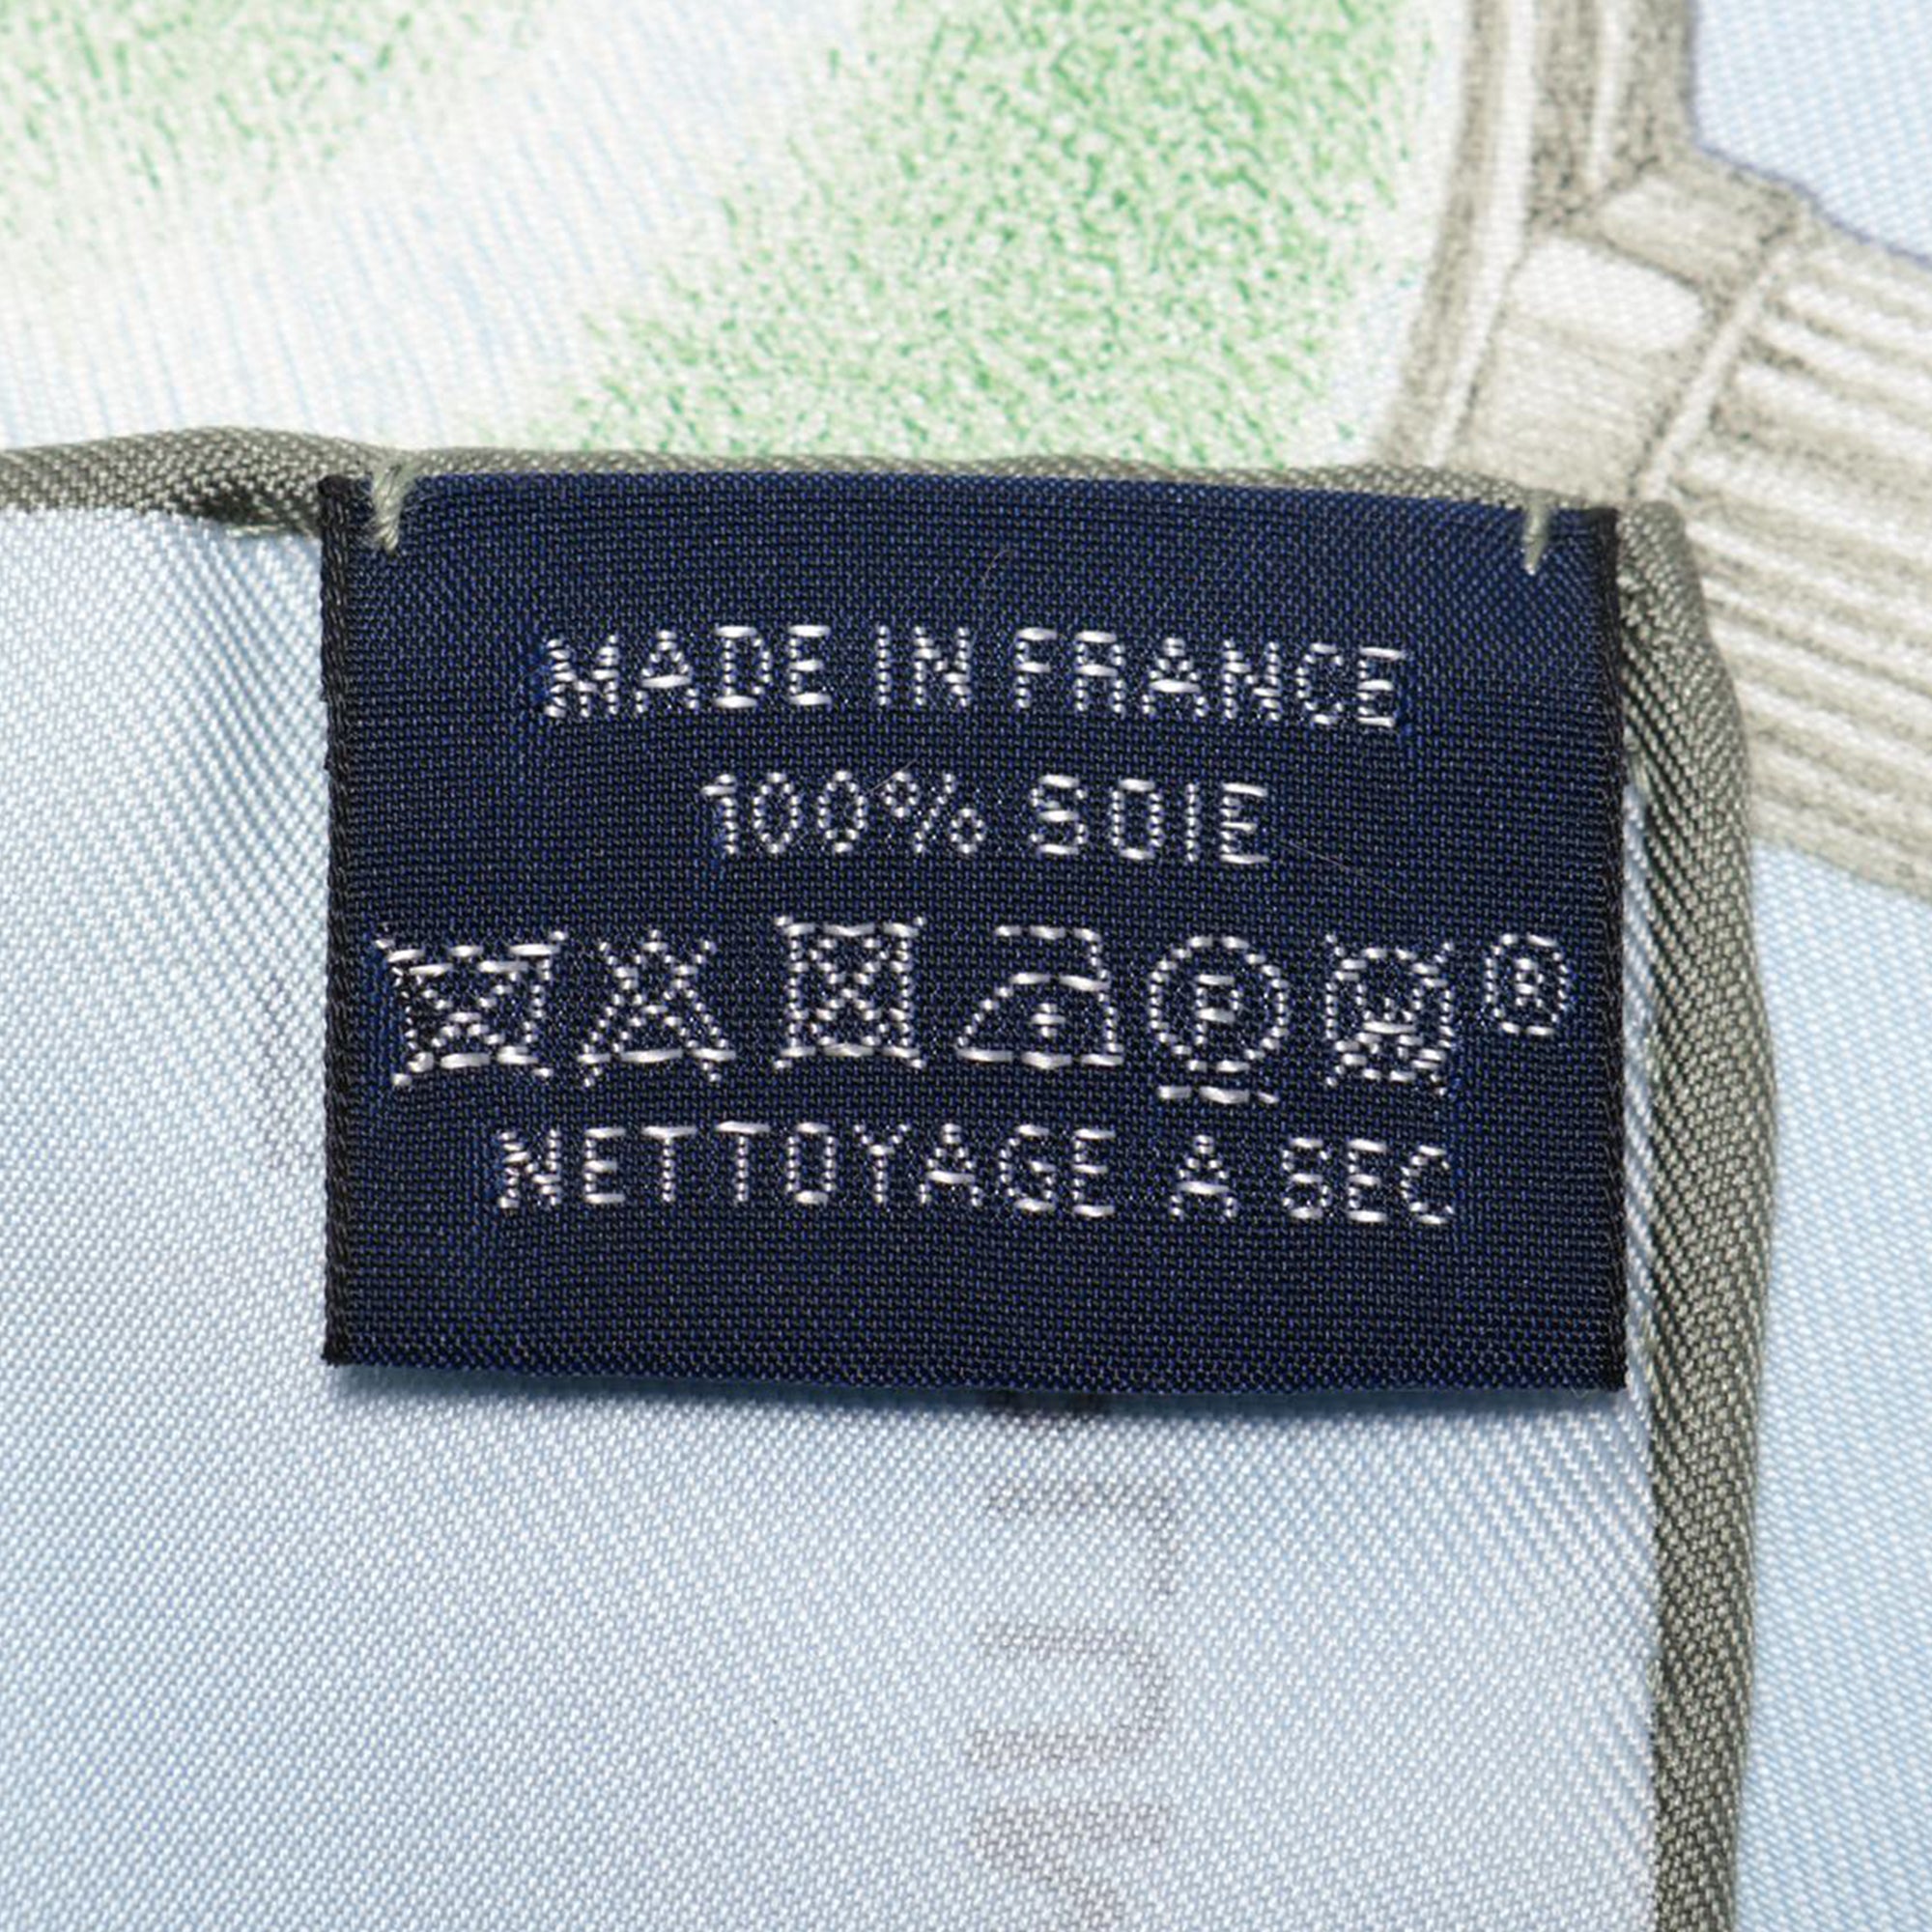 MADE IN FRANCE
100% SOIE
P W ®
NETTOYAGE A SEC